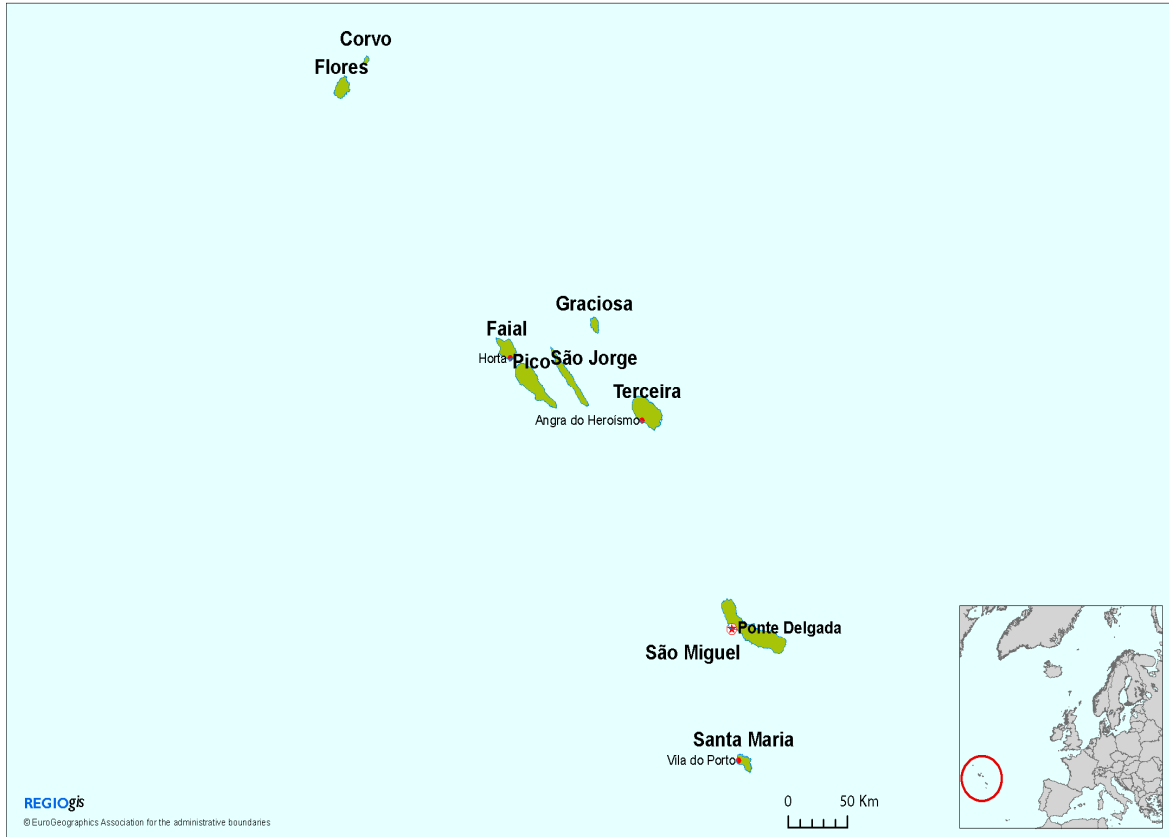 Corvo
Flores
Graciosa
Faial
Horta
Pico
São Jorge
Terceira
Angra do Heroísmo
Ponte Delgada
São Miguel
Santa Maria
Vila do Porto
0 50 Km
REGIOgis
© EuroGeographics Association for the administrative boundaries